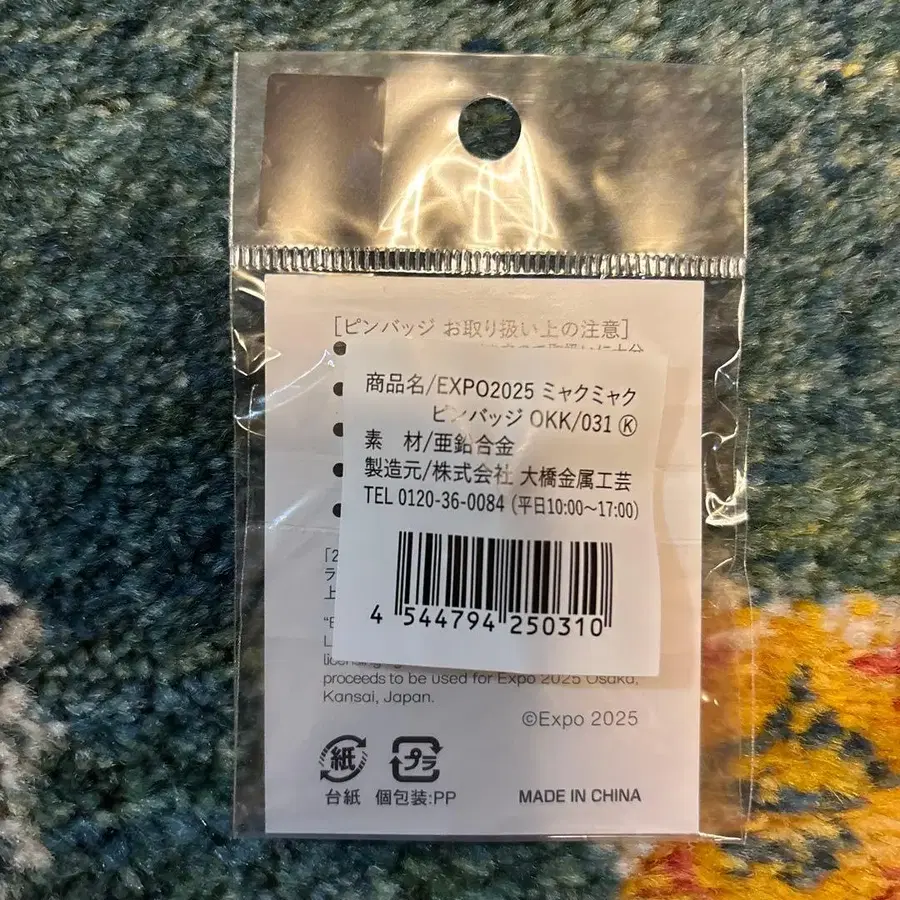 [ピンバッジ お取り扱い上の注意]
商品名/EXPO2025 ミャクミャク
ピンバッジ OKK/031 Ⓚ
素 材/亜鉛合金
製造元/株式会社 大橋金属工芸
TEL 0120-36-0084 (平日10:00～17:00)
4 544794 250310
proceeds to be used for Expo 2025 Osaka,
Kansai, Japan.
©Expo 2025
紙 プラ
台紙 個包装:PP
MADE IN CHINA